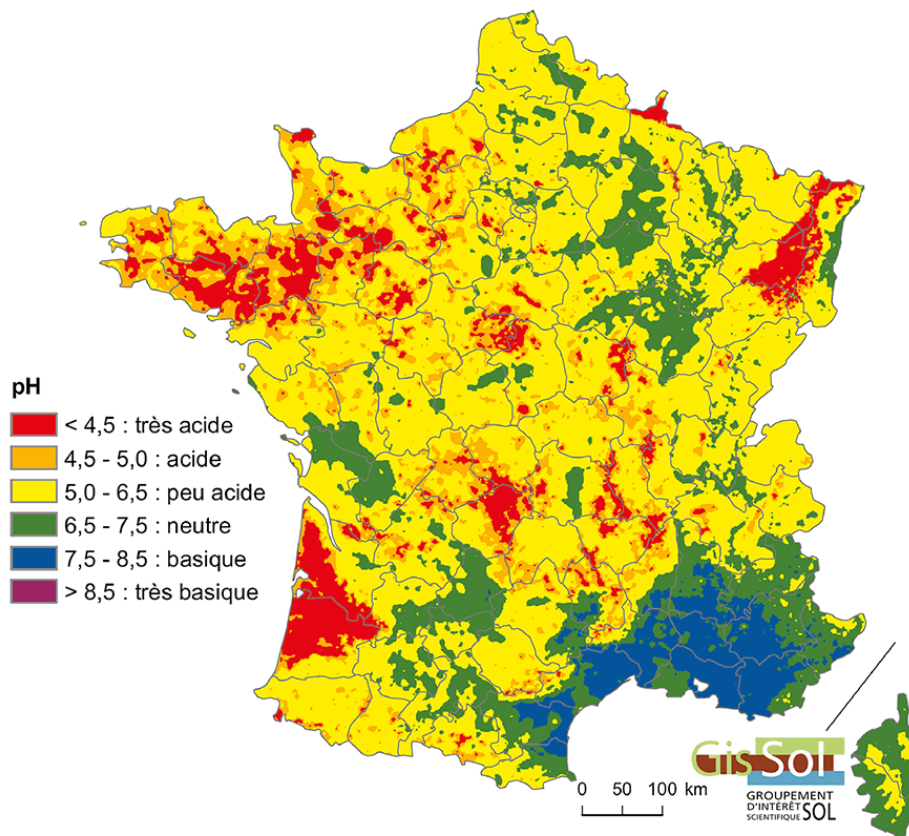 pH
< 4,5 : très acide
4,5 - 5,0 : acide
5,0 - 6,5 : peu acide
6,5 - 7,5 : neutre
7,5 - 8,5 : basique
> 8,5 : très basique
0 50 100 km
Gis Sol
GROUPEMENT
D'INTÉRÊT
SCIENTIFIQUE SOL